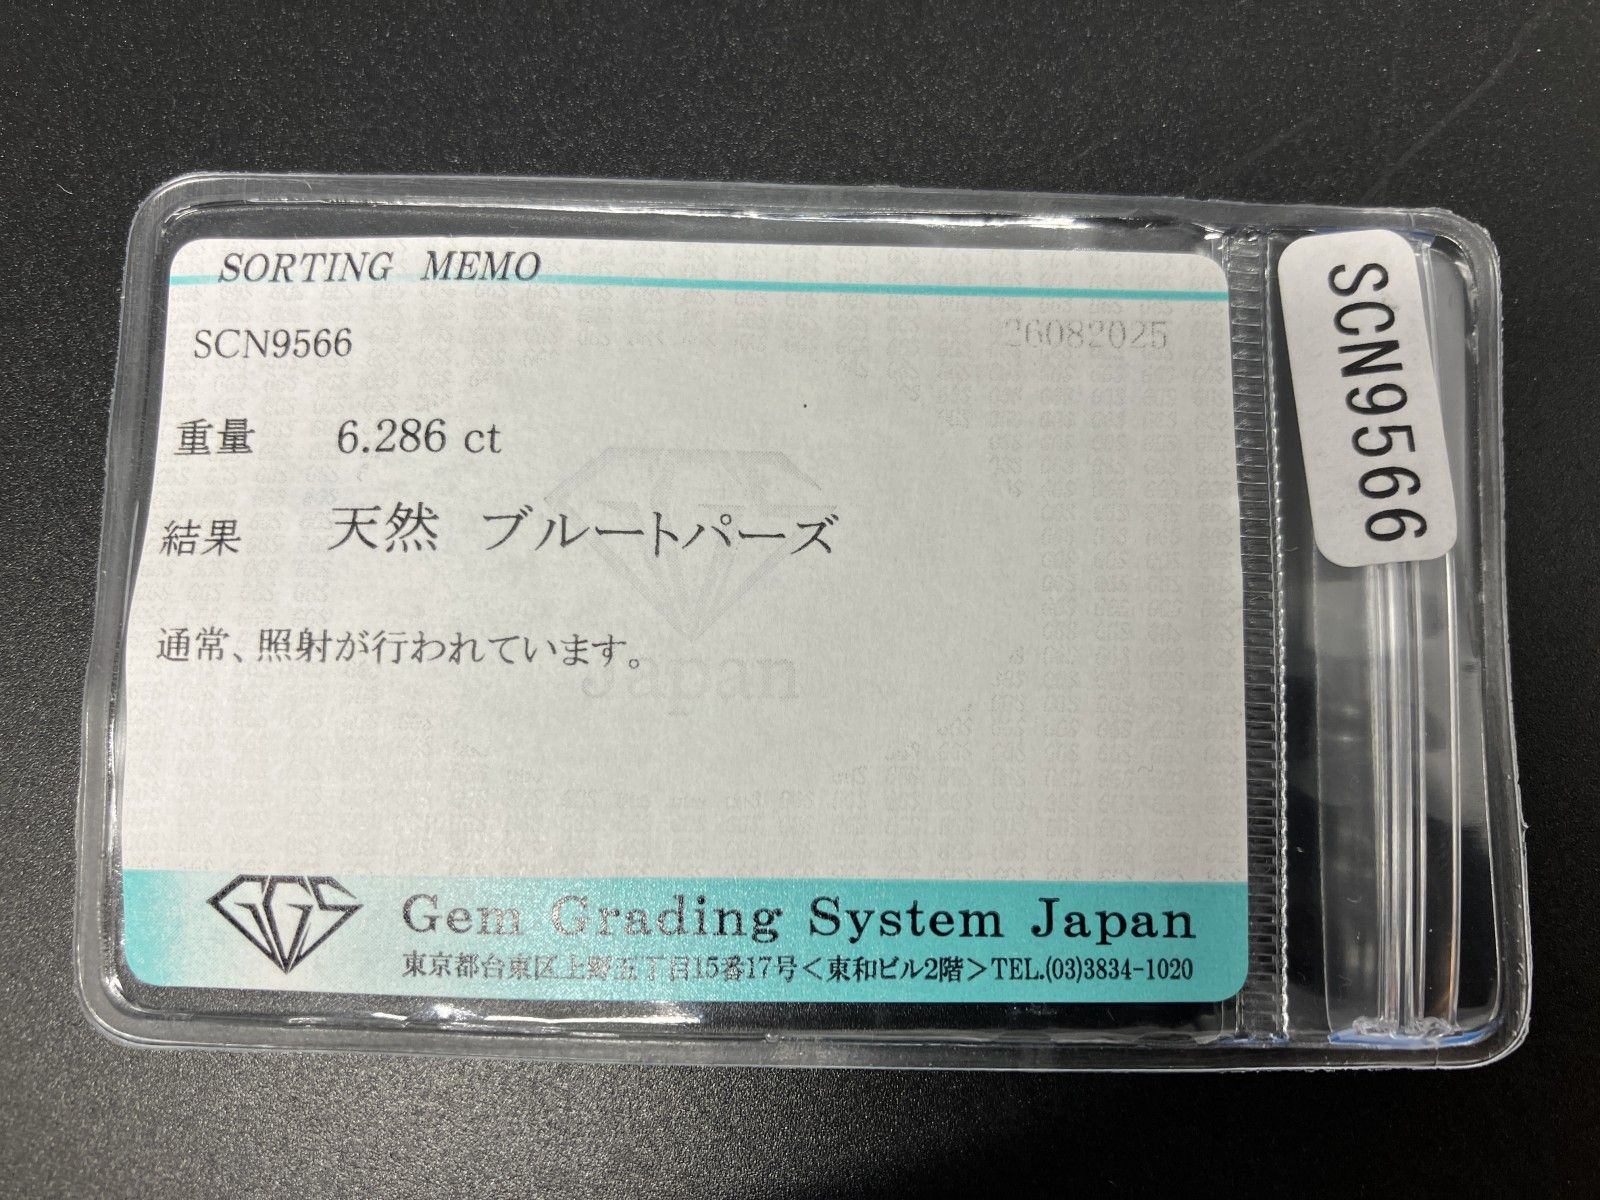 SORTING MEMO
SCN9566
26082025
重量 6.286 ct
結果 天然 ブルートパーズ
通常、照射が行われています。
GGS
Japan
GGS
Gem Grading System Japan
東京都台東区上野五丁目15番17号<東和ビル2階>TEL.(03)3834-1020
SCN9566